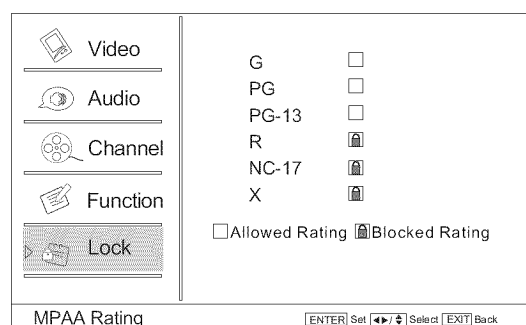 Video
Audio
Channel
Function
Lock
G
PG
PG-13
R
NC-17
X
Allowed Rating Blocked Rating
MPAA Rating
ENTER Set / Select EXIT Back